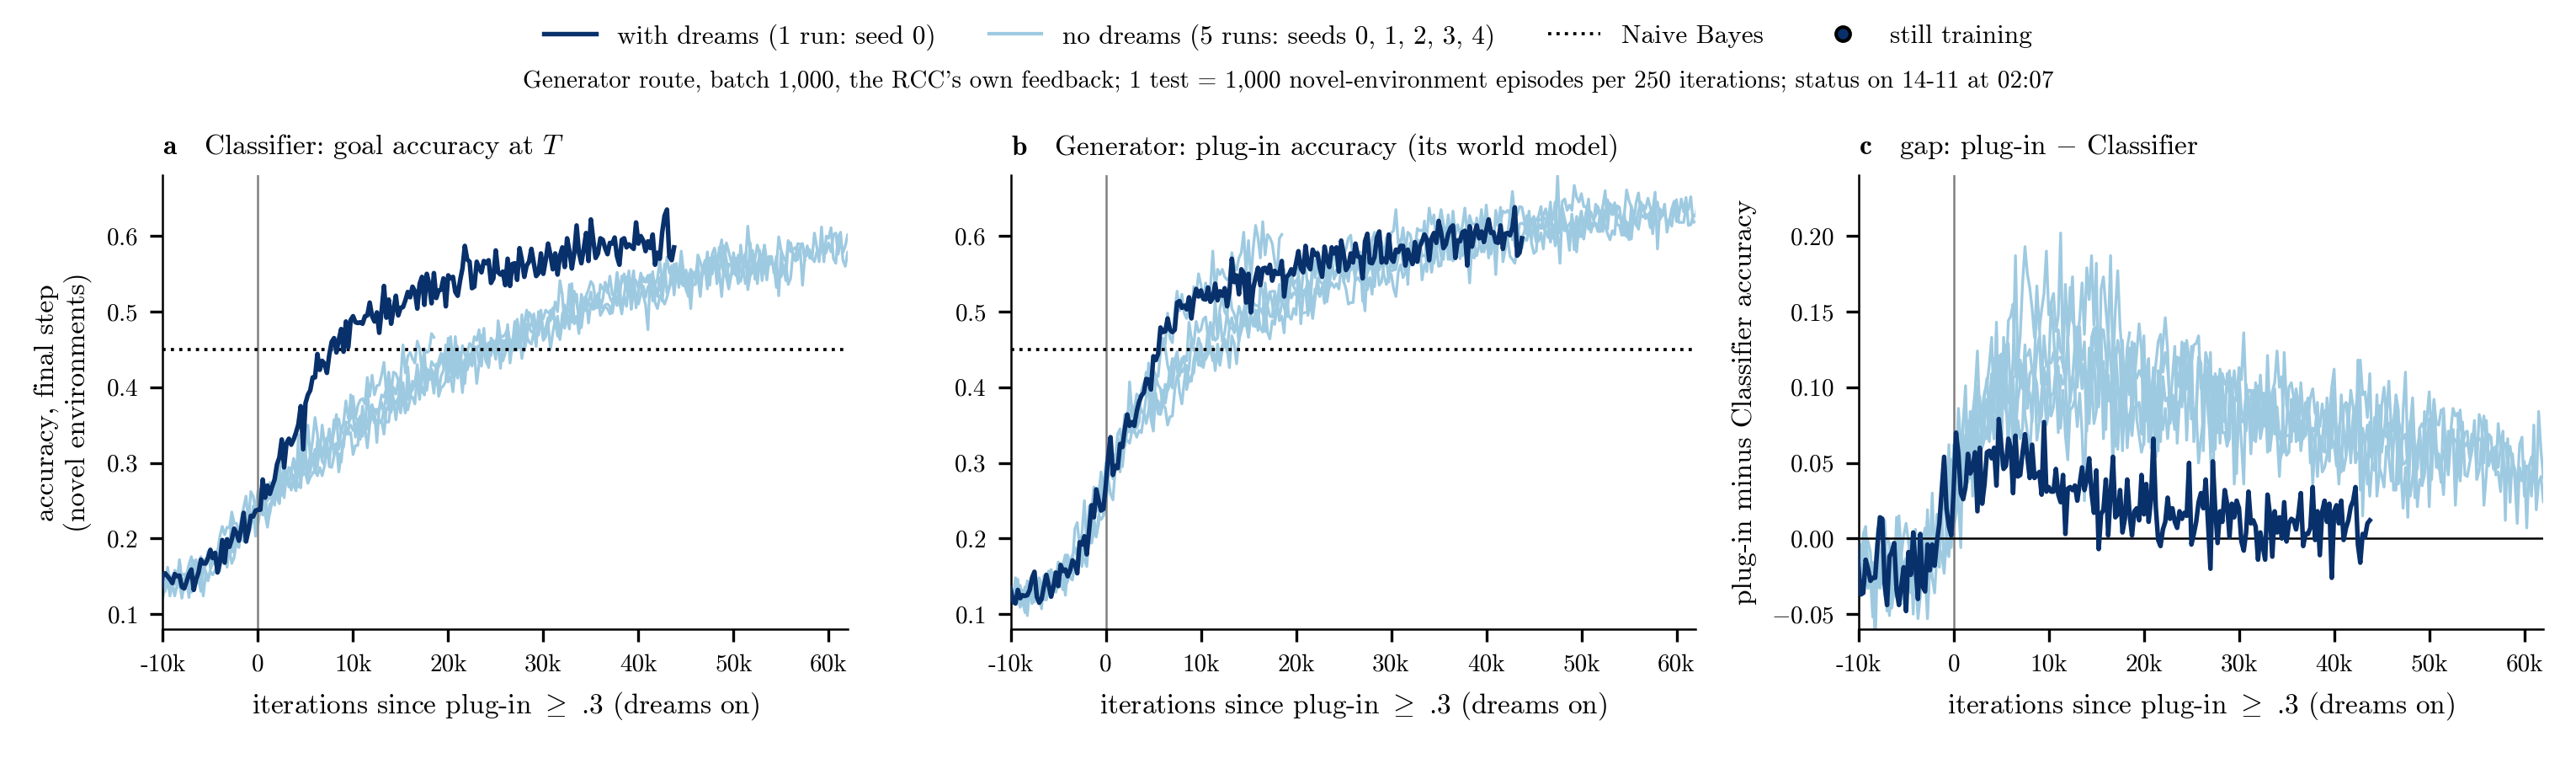 with dreams (1 run: seed 0)
no dreams (5 runs: seeds 0, 1, 2, 3, 4)
Naive Bayes
still training
Generator route, batch 1,000, the RCC's own feedback; 1 test = 1,000 novel-environment episodes per 250 iterations; status on 14-11 at 02:07
a Classifier: goal accuracy at T
accuracy, final step
(novel environments)
0.6
0.5
0.4
0.3
0.2
0.1
-10k 0 10k 20k 30k 40k 50k 60k
iterations since plug-in ≥ .3 (dreams on)
b Generator: plug-in accuracy (its world model)
0.6
0.5
0.4
0.3
0.2
0.1
-10k 0 10k 20k 30k 40k 50k 60k
iterations since plug-in ≥ .3 (dreams on)
c gap: plug-in − Classifier
plug-in minus Classifier accuracy
0.20
0.15
0.10
0.05
0.00
−0.05
-10k 0 10k 20k 30k 40k 50k 60k
iterations since plug-in ≥ .3 (dreams on)